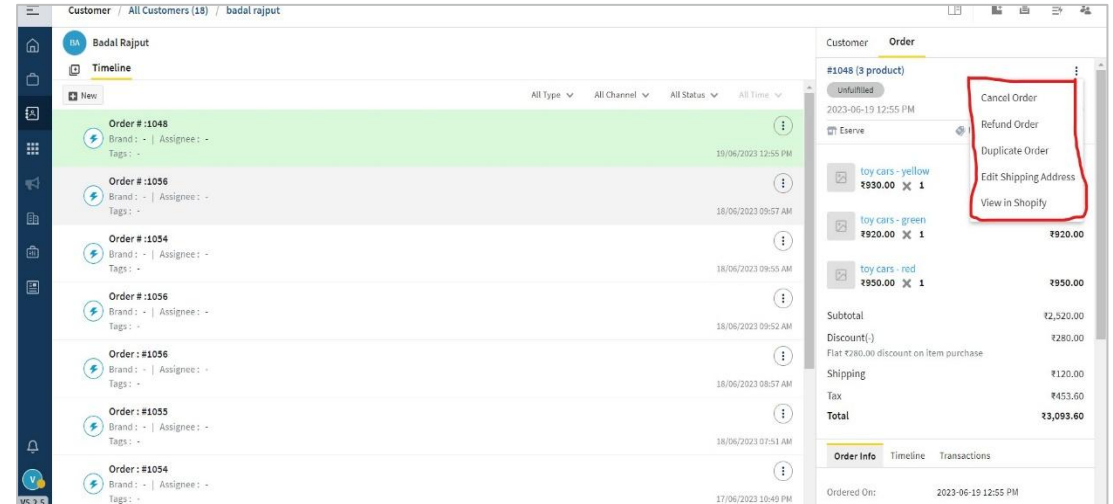 Customer / All Customers (18) / badal rajput
BA Badal Rajput
Timeline
New
All Type All Channel All Status All Time
Order # :1048
Brand : - | Assignee : -
Tags : -
19/06/2023 12:55 PM
Order # :1056
Brand : - | Assignee : -
Tags : -
18/06/2023 09:57 AM
Order # :1054
Brand : - | Assignee : -
Tags : -
18/06/2023 09:55 AM
Order # :1056
Brand : - | Assignee : -
Tags : -
18/06/2023 09:52 AM
Order : #1056
Brand : - | Assignee : -
Tags : -
18/06/2023 08:57 AM
Order : #1055
Brand : - | Assignee : -
Tags : -
18/06/2023 07:51 AM
Order : #1054
Brand : - | Assignee : -
Tags : -
17/06/2023 10:49 PM
V
V5.2.5
Customer Order
#1048 (3 product)
Unfulfilled
2023-06-19 12:55 PM
Eserve
Cancel Order
Refund Order
Duplicate Order
Edit Shipping Address
View in Shopify
toy cars - yellow
₹930.00 X 1
toy cars - green
₹920.00 X 1 ₹920.00
toy cars - red
₹950.00 X 1 ₹950.00
Subtotal ₹2,520.00
Discount(-) ₹280.00
Flat ₹280.00 discount on item purchase
Shipping ₹120.00
Tax ₹453.60
Total ₹3,093.60
Order Info Timeline Transactions
Ordered On: 2023-06-19 12:55 PM